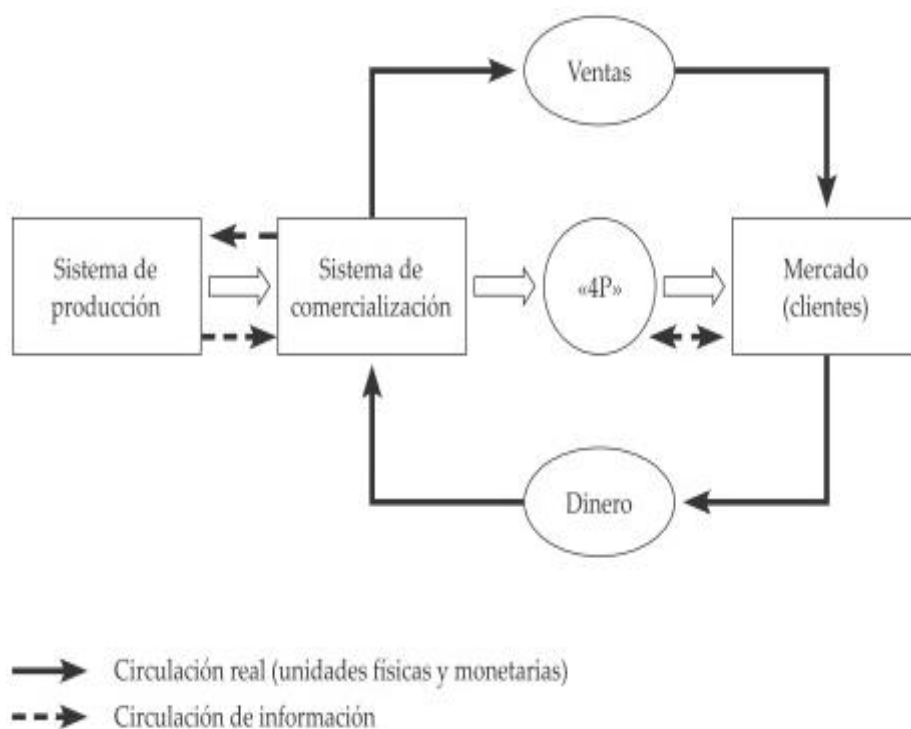 Ventas
Sistema de
producción
Sistema de
comercialización
«4P»
Mercado
(clientes)
Dinero
Circulación real (unidades físicas y monetarias)
Circulación de información